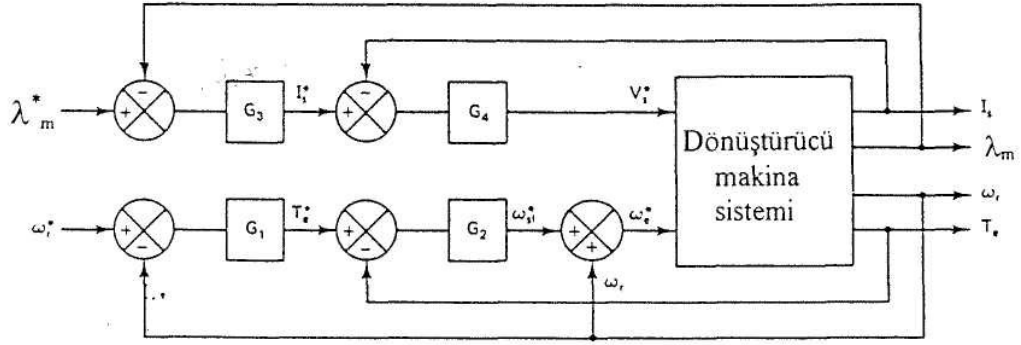 λ*m
G3
I*s
G4
V*s
Dönüştürücü
makina
sistemi
Is
λm
ωr
Te
ω*r
G1
T*e
G2
ω*sl
ω*e
ωr